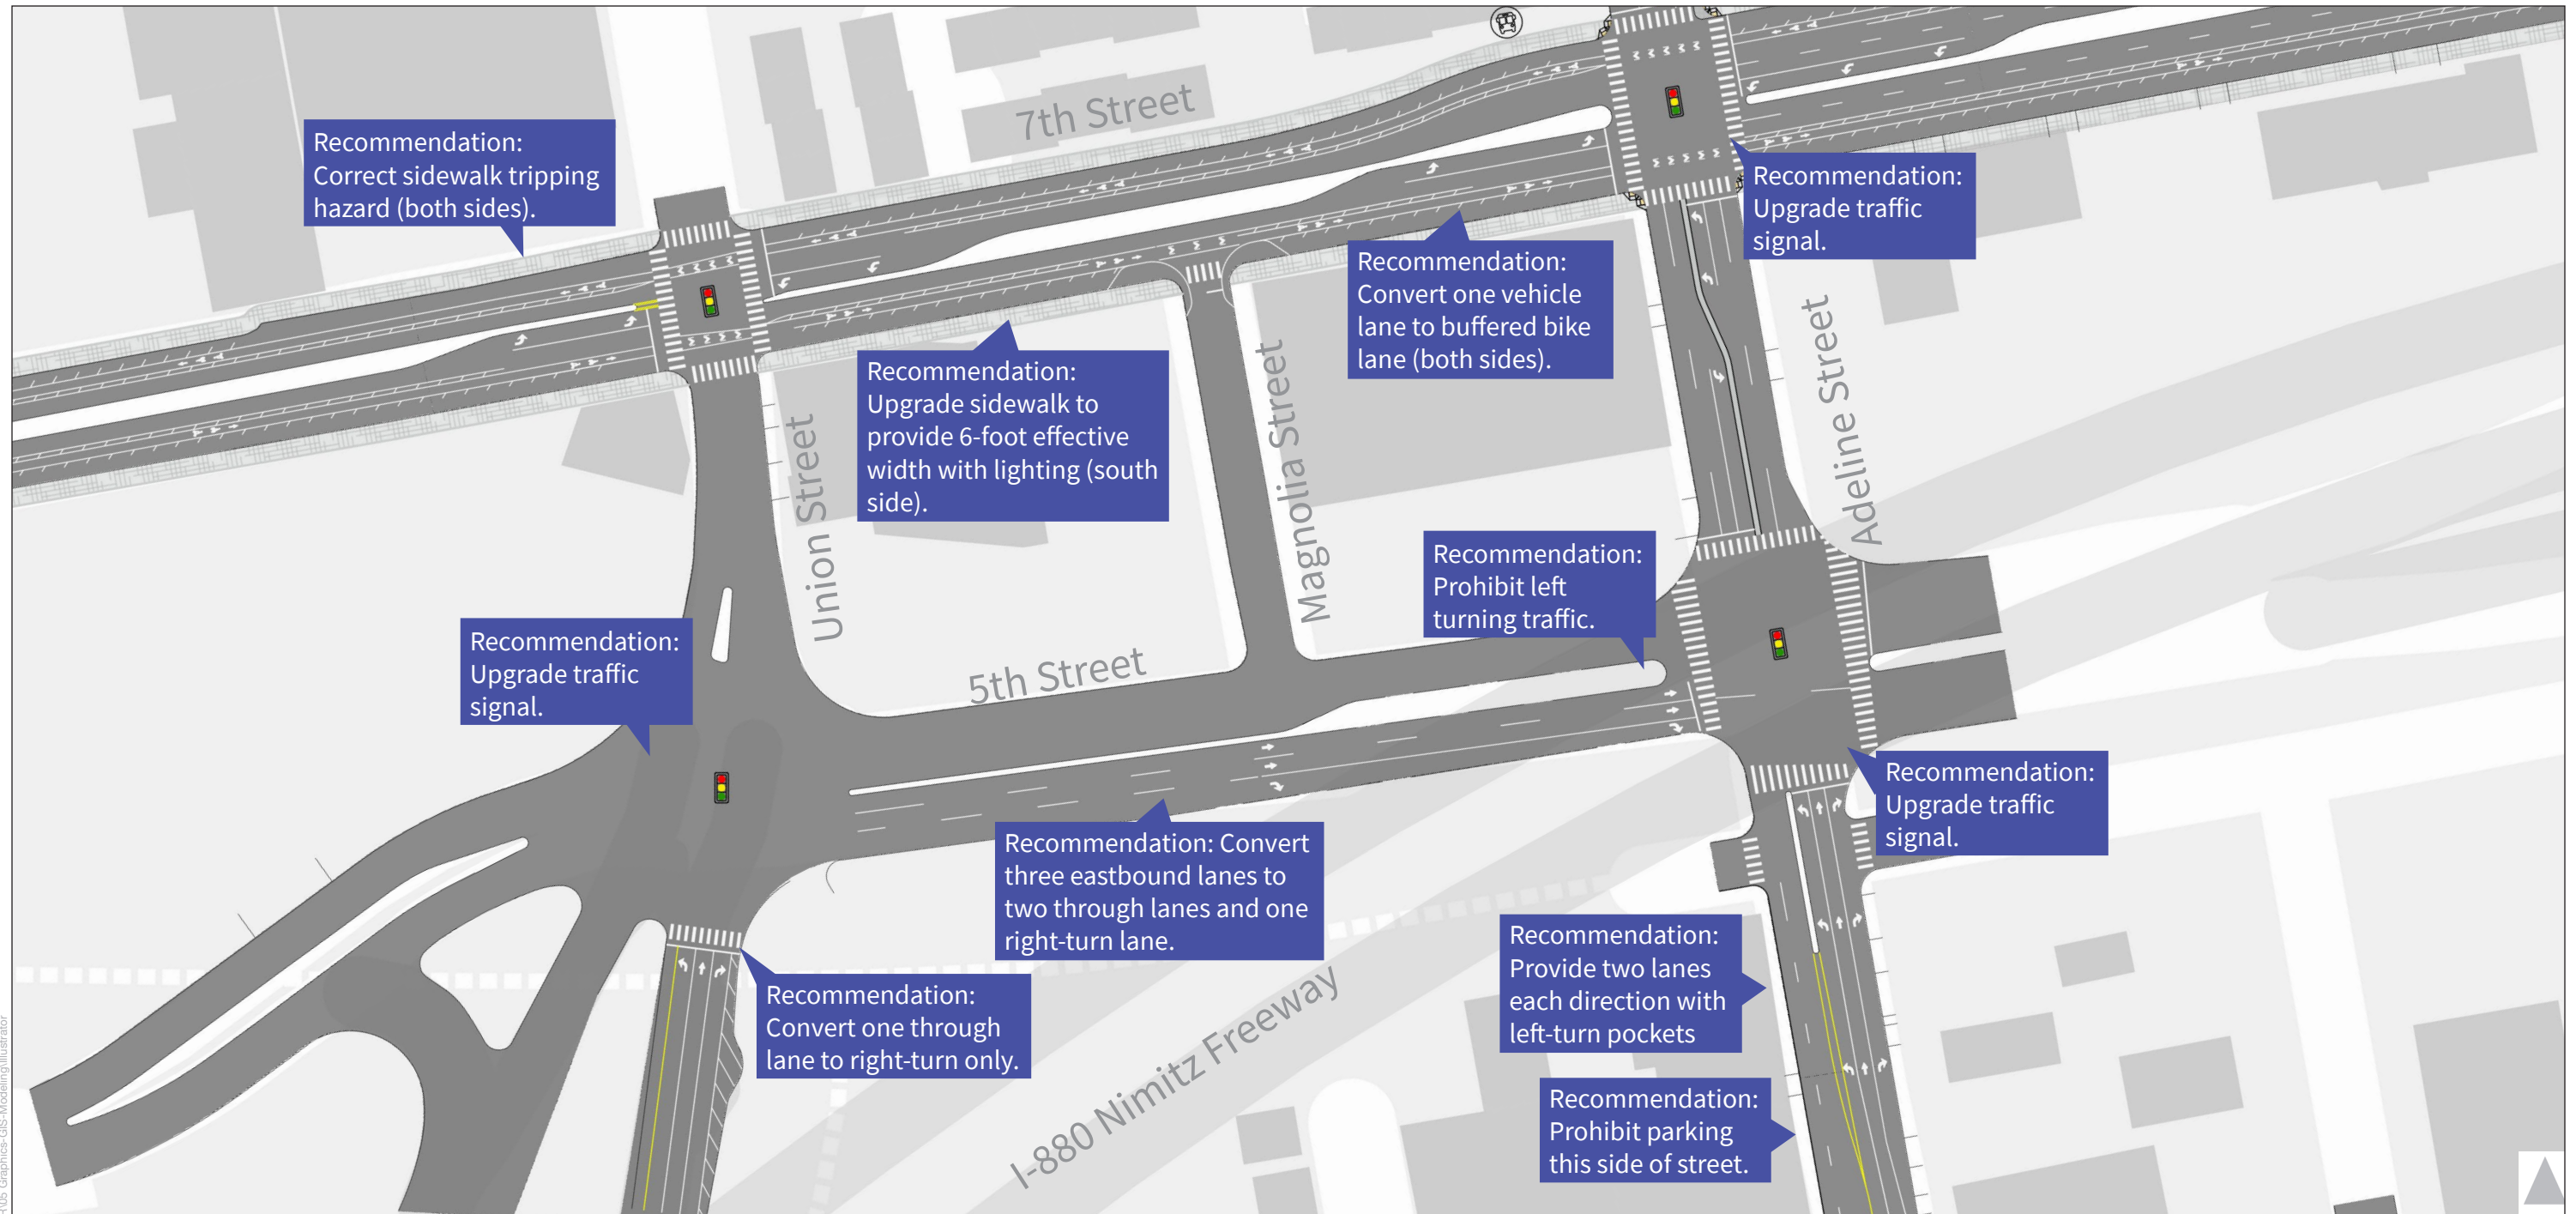 7th Street
Recommendation:
Correct sidewalk tripping
hazard (both sides).
Recommendation:
Upgrade traffic
signal.
Recommendation:
Convert one vehicle
lane to buffered bike
lane (both sides).
Recommendation:
Upgrade sidewalk to
provide 6-foot effective
width with lighting (south
side).
Union Street
Magnolia Street
Adeline Street
Recommendation:
Prohibit left
turning traffic.
Recommendation:
Upgrade traffic
signal.
5th Street
Recommendation:
Upgrade traffic
signal.
Recommendation: Convert
three eastbound lanes to
two through lanes and one
right-turn lane.
Recommendation:
Provide two lanes
each direction with
left-turn pockets
Recommendation:
Convert one through
lane to right-turn only.
I-880 Nimitz Freeway
Recommendation:
Prohibit parking
this side of street.
Graphics-GIS-Modeling\Illustrator